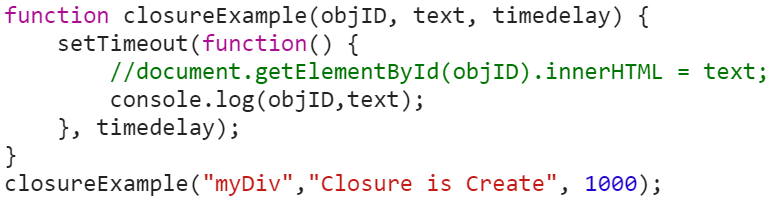 function closureExample(objID, text, timedelay) {
    setTimeout(function() {
        //document.getElementById(objID).innerHTML = text;
        console.log(objID,text);
    }, timedelay);
}
closureExample("myDiv","Closure is Create", 1000);